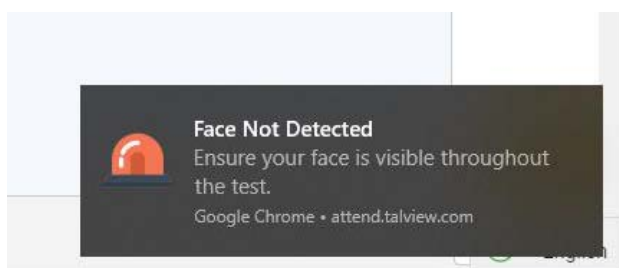 Face Not Detected
Ensure your face is visible throughout
the test.
Google Chrome • attend.talview.com